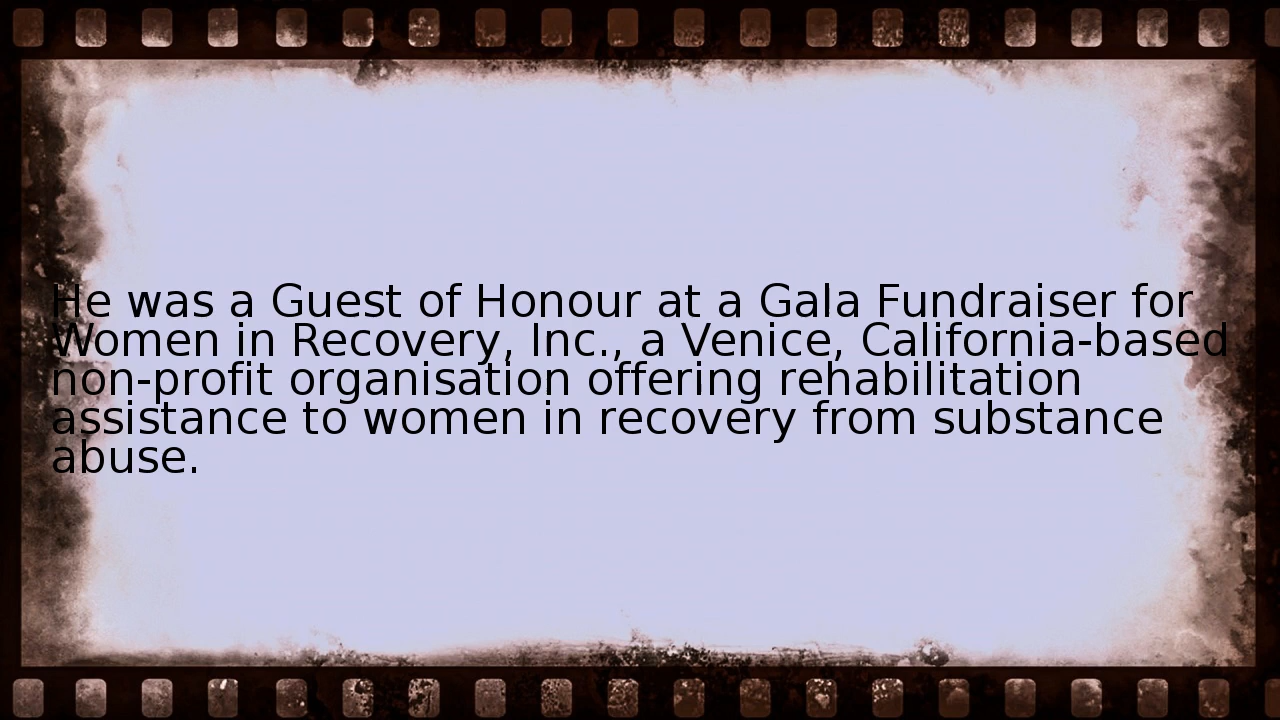 He was a Guest of Honour at a Gala Fundraiser for
Women in Recovery, Inc., a Venice, California-based
non-profit organisation offering rehabilitation
assistance to women in recovery from substance
abuse.